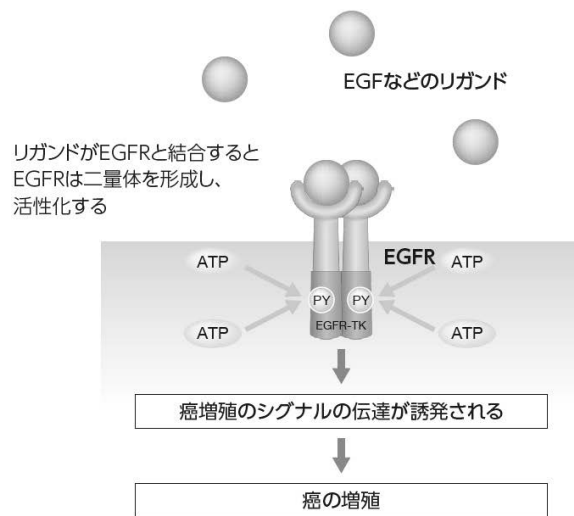 EGFなどのリガンド
リガンドがEGFRと結合すると
EGFRは二量体を形成し、
活性化する
EGFR
ATP
ATP
PY
PY
EGFR-TK
ATP
ATP
癌増殖のシグナルの伝達が誘発される
癌の増殖